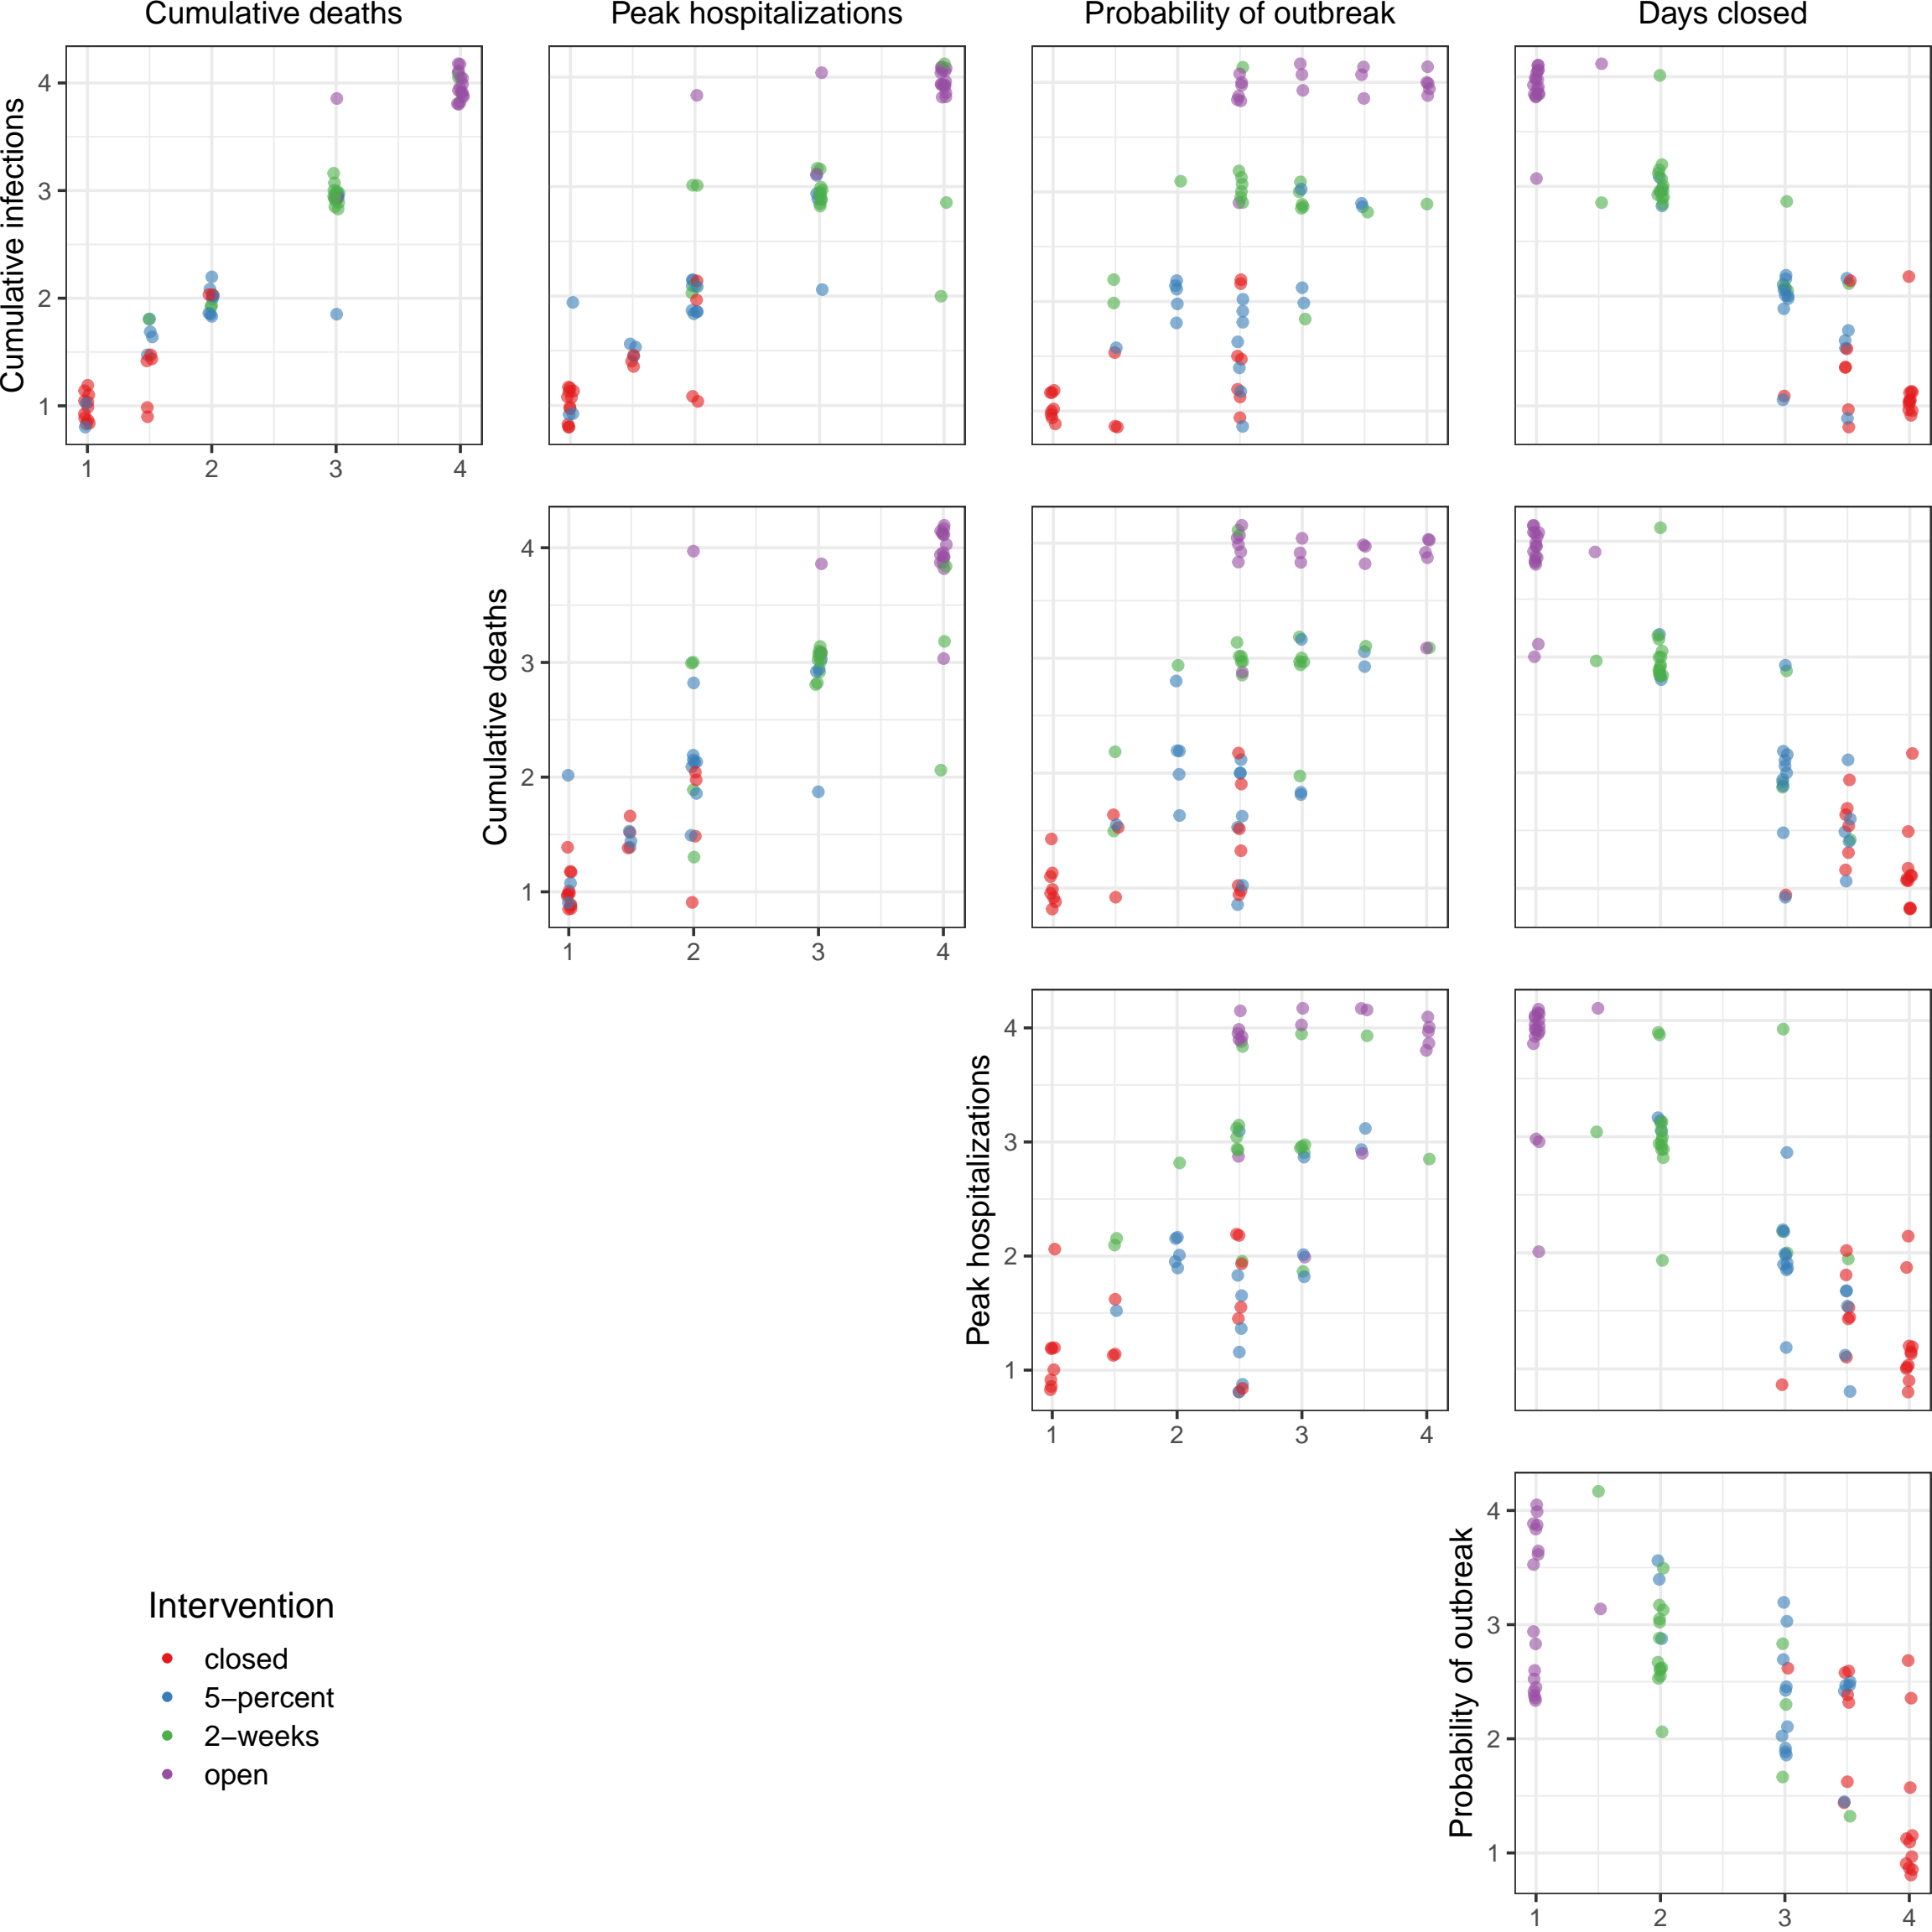 Cumulative deaths
Peak hospitalizations
Probability of outbreak
Days closed
Cumulative infections
4
3
2
1
1 2 3 4
Cumulative deaths
4
3
2
1
1 2 3 4
Peak hospitalizations
4
3
2
1
1 2 3 4
Probability of outbreak
4
3
2
1
1 2 3 4
Intervention
closed
5−percent
2−weeks
open